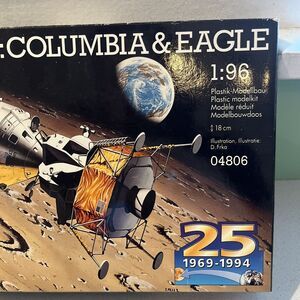 :COLUMBIA & EAGLE
1:96
Plastik-Modellbau
Plastic modelkit
Modèle réduit
Modelbouwdoos
18 cm
Illustration, Illustratie:
D. Frka
04806
25
1969-1994